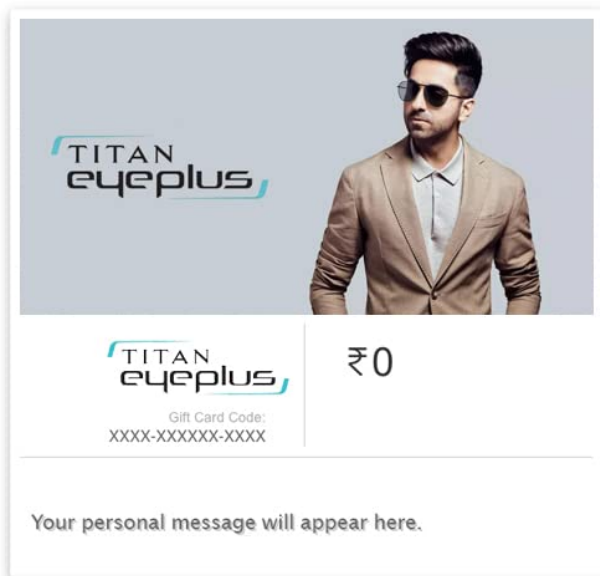 TITAN
eyeplus
TITAN
eyeplus
₹0
Gift Card Code:
XXXX-XXXXXX-XXXX
Your personal message will appear here.